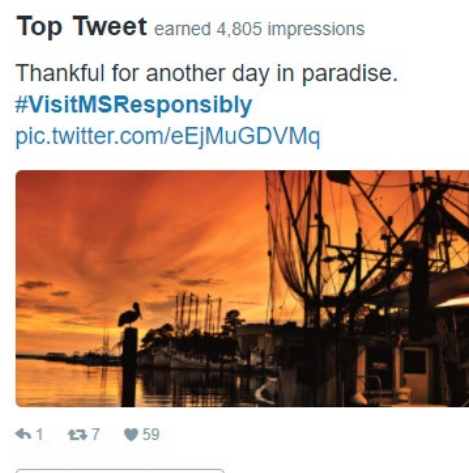 Top Tweet earned 4,805 impressions
Thankful for another day in paradise.
#VisitMSResponsibly
pic.twitter.com/eEjMuGDVMq
1 7 59